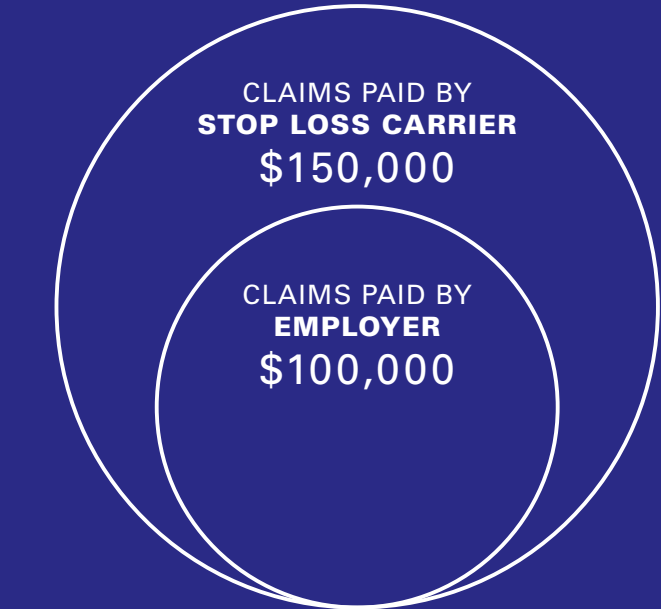 CLAIMS PAID BY
STOP LOSS CARRIER
$150,000
CLAIMS PAID BY
EMPLOYER
$100,000